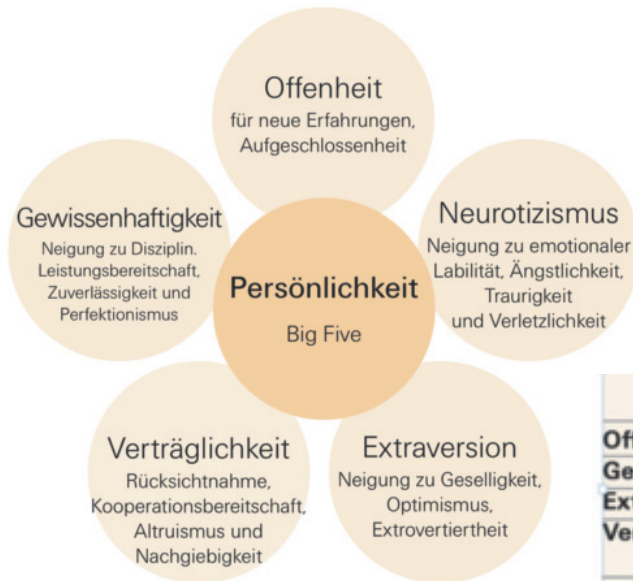 Offenheit
für neue Erfahrungen,
Aufgeschlossenheit
Gewissenhaftigkeit
Neigung zu Disziplin.
Leistungsbereitschaft,
Zuverlässigkeit und
Perfektionismus
Neurotizismus
Neigung zu emotionaler
Labilität, Ängstlichkeit,
Traurigkeit
und Verletzlichkeit
Persönlichkeit
Big Five
Verträglichkeit
Rücksichtnahme,
Kooperationsbereitschaft,
Altruismus und
Nachgiebigkeit
Extraversion
Neigung zu Geselligkeit,
Optimismus,
Extrovertiertheit